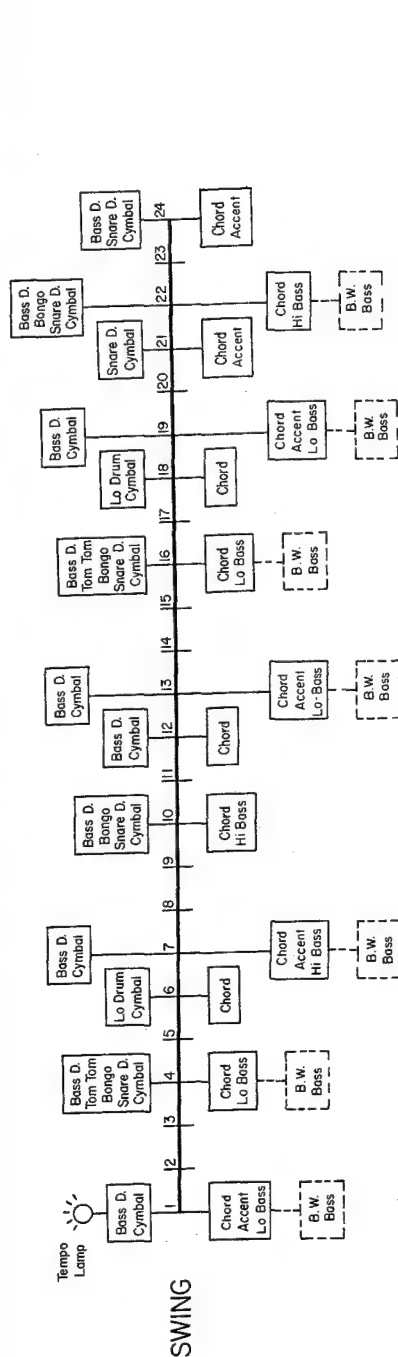 Tempo
Lamp
Bass D.
Cymbal
Bass D.
Tom Tom
Bongo
Snare D.
Cymbal
Lo Drum
Cymbal
Bass D.
Cymbal
Bass D.
Bongo
Snare D.
Cymbal
Bass D.
Cymbal
Bass D.
Cymbal
Bass D.
Tom Tom
Bongo
Snare D.
Cymbal
Lo Drum
Cymbal
Bass D.
Cymbal
Snare D.
Cymbal
Bass D.
Bongo
Snare D.
Cymbal
Bass D.
Snare D.
Cymbal
SWING
1 2 3 4 5 6 7 8 9 10 11 12 13 14 15 16 17 18 19 20 21 22 23 24
Chord
Accent
Lo Bass
Chord
Lo Bass
Chord
Chord
Accent
Hi Bass
Chord
Hi Bass
Chord
Chord
Accent
Lo-Bass
Chord
Lo Bass
Chord
Chord
Accent
Lo Bass
Chord
Accent
Chord
Hi Bass
Chord
Accent
B.W.
Bass
B.W.
Bass
B.W.
Bass
B.W.
Bass
B.W.
Bass
B.W.
Bass
B.W.
Bass